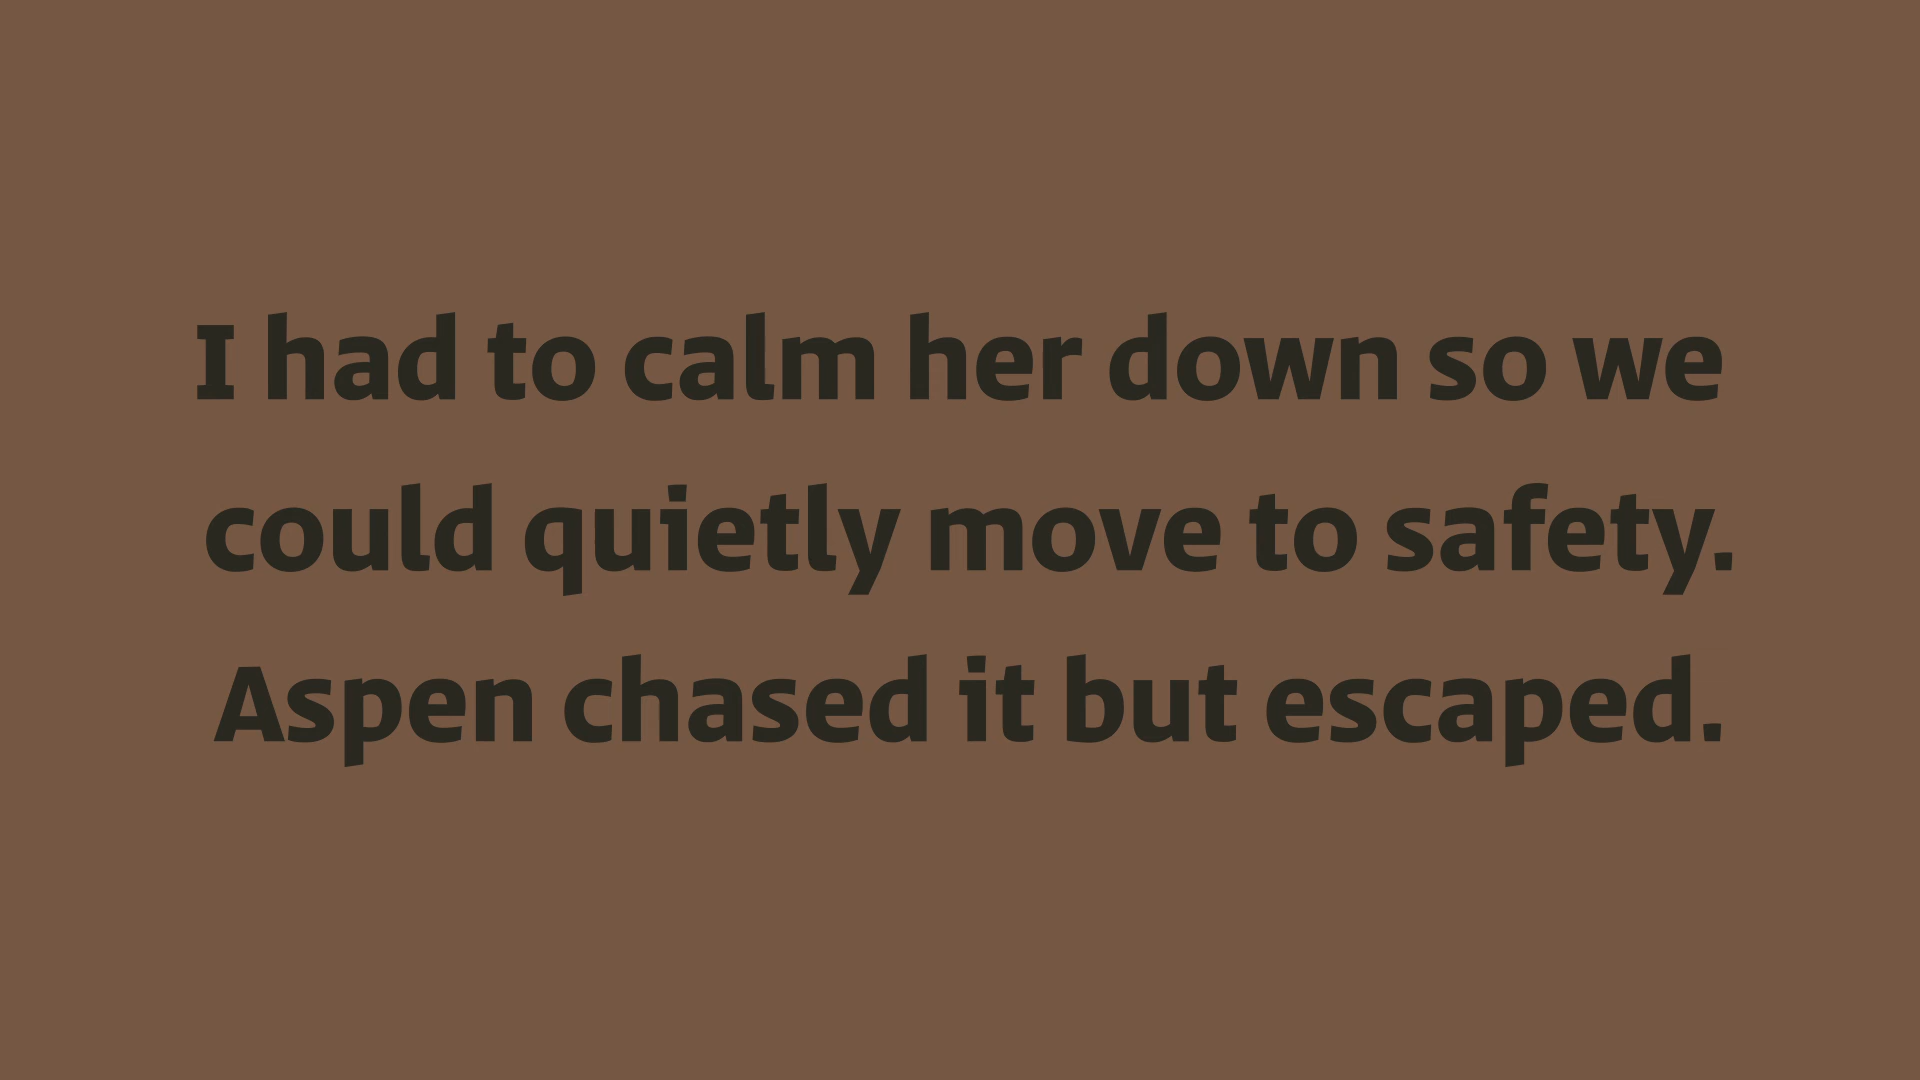 I had to calm her down so we
could quietly move to safety.
Aspen chased it but escaped.